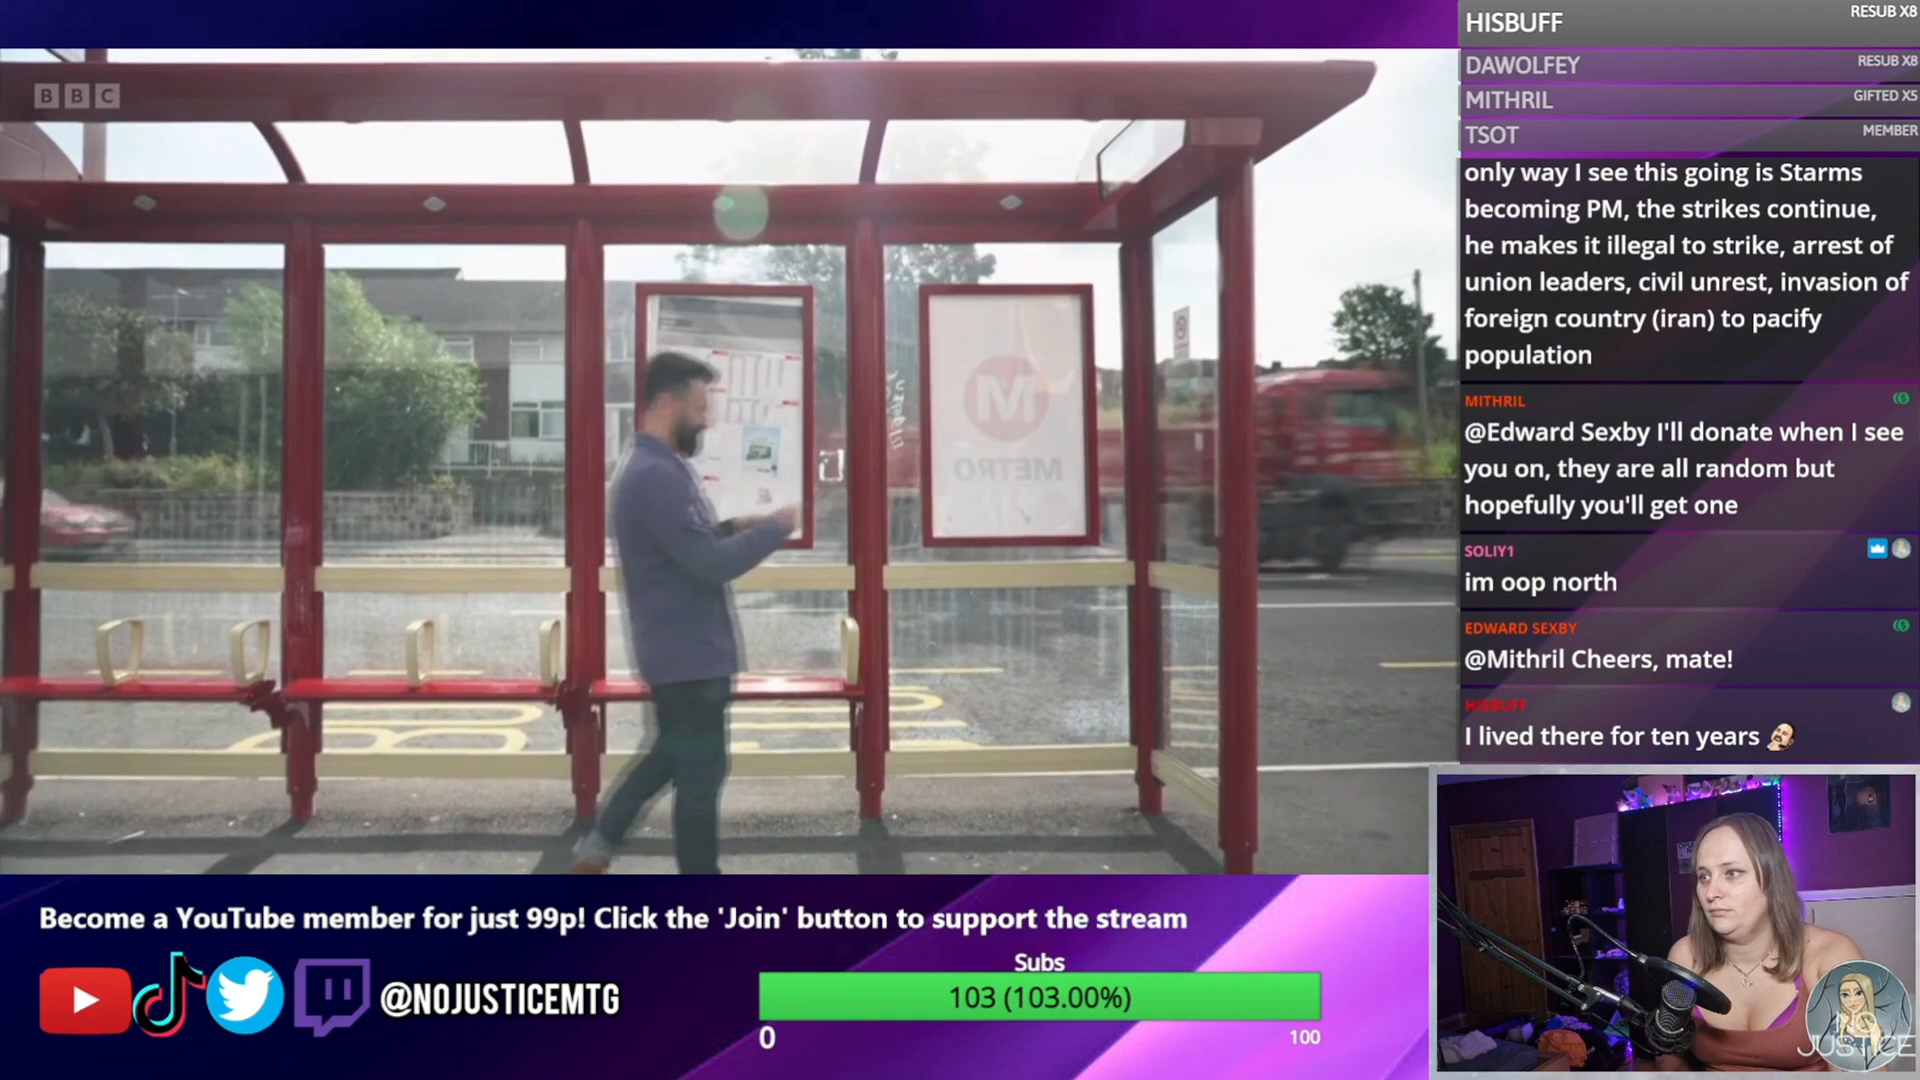 BBC
M
METRO
HISBUFF RESUB X8
DAWOLFEY RESUB X8
MITHRIL GIFTED X5
TSOT MEMBER
only way I see this going is Starms
becoming PM, the strikes continue,
he makes it illegal to strike, arrest of
union leaders, civil unrest, invasion of
foreign country (iran) to pacify
population
MITHRIL
@Edward Sexby I'll donate when I see
you on, they are all random but
hopefully you'll get one
SOLIY1
im oop north
EDWARD SEXBY
@Mithril Cheers, mate!
HISBUFF
I lived there for ten years
Become a YouTube member for just 99p! Click the 'Join' button to support the stream
@NOJUSTICEMTG
Subs
103 (103.00%)
0 100
NO
JUSTICE